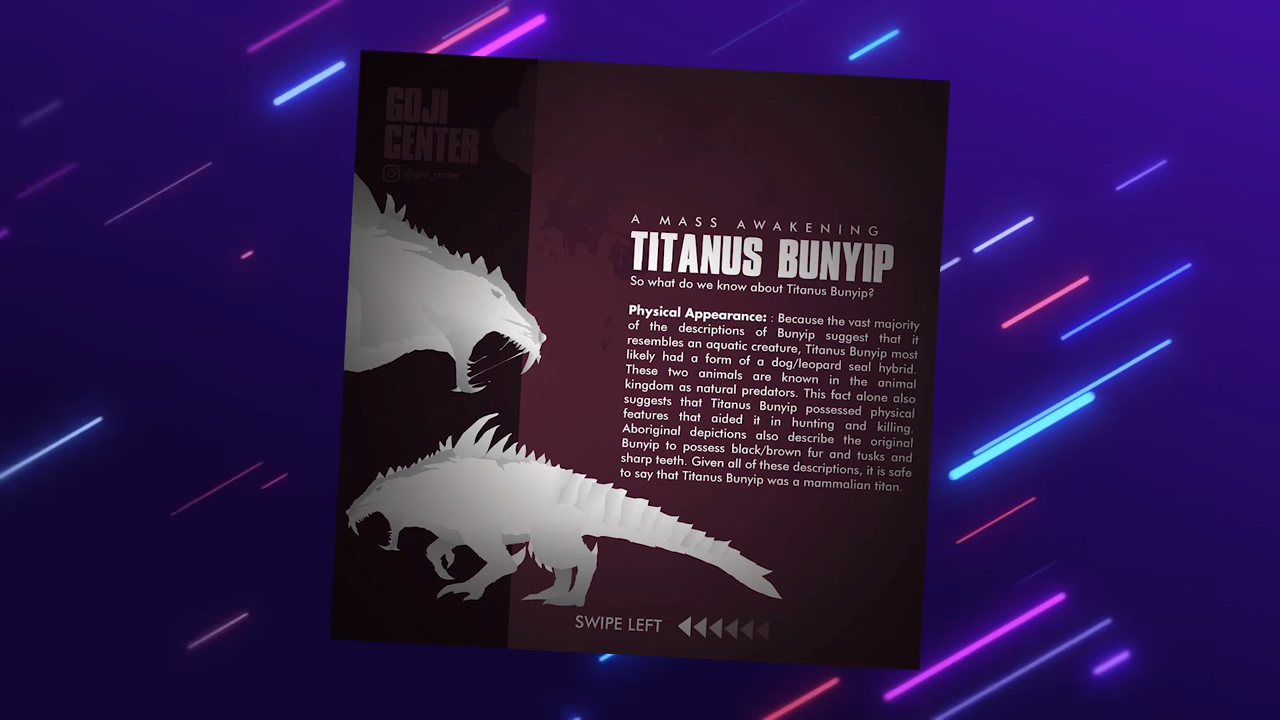 GOJI
CENTER
@goji_center
A MASS AWAKENING
TITANUS BUNYIP
So what do we know about Titanus Bunyip?
Physical Appearance: : Because the vast majority
of the descriptions of Bunyip suggest that it
resembles an aquatic creature, Titanus Bunyip most
likely had a form of a dog/leopard seal hybrid.
These two animals are known in the animal
kingdom as natural predators. This fact alone also
suggests that Titanus Bunyip possessed physical
features that aided it in hunting and killing.
Aboriginal depictions also describe the original
Bunyip to possess black/brown fur and tusks and
sharp teeth. Given all of these descriptions, it is safe
to say that Titanus Bunyip was a mammalian titan.
SWIPE LEFT